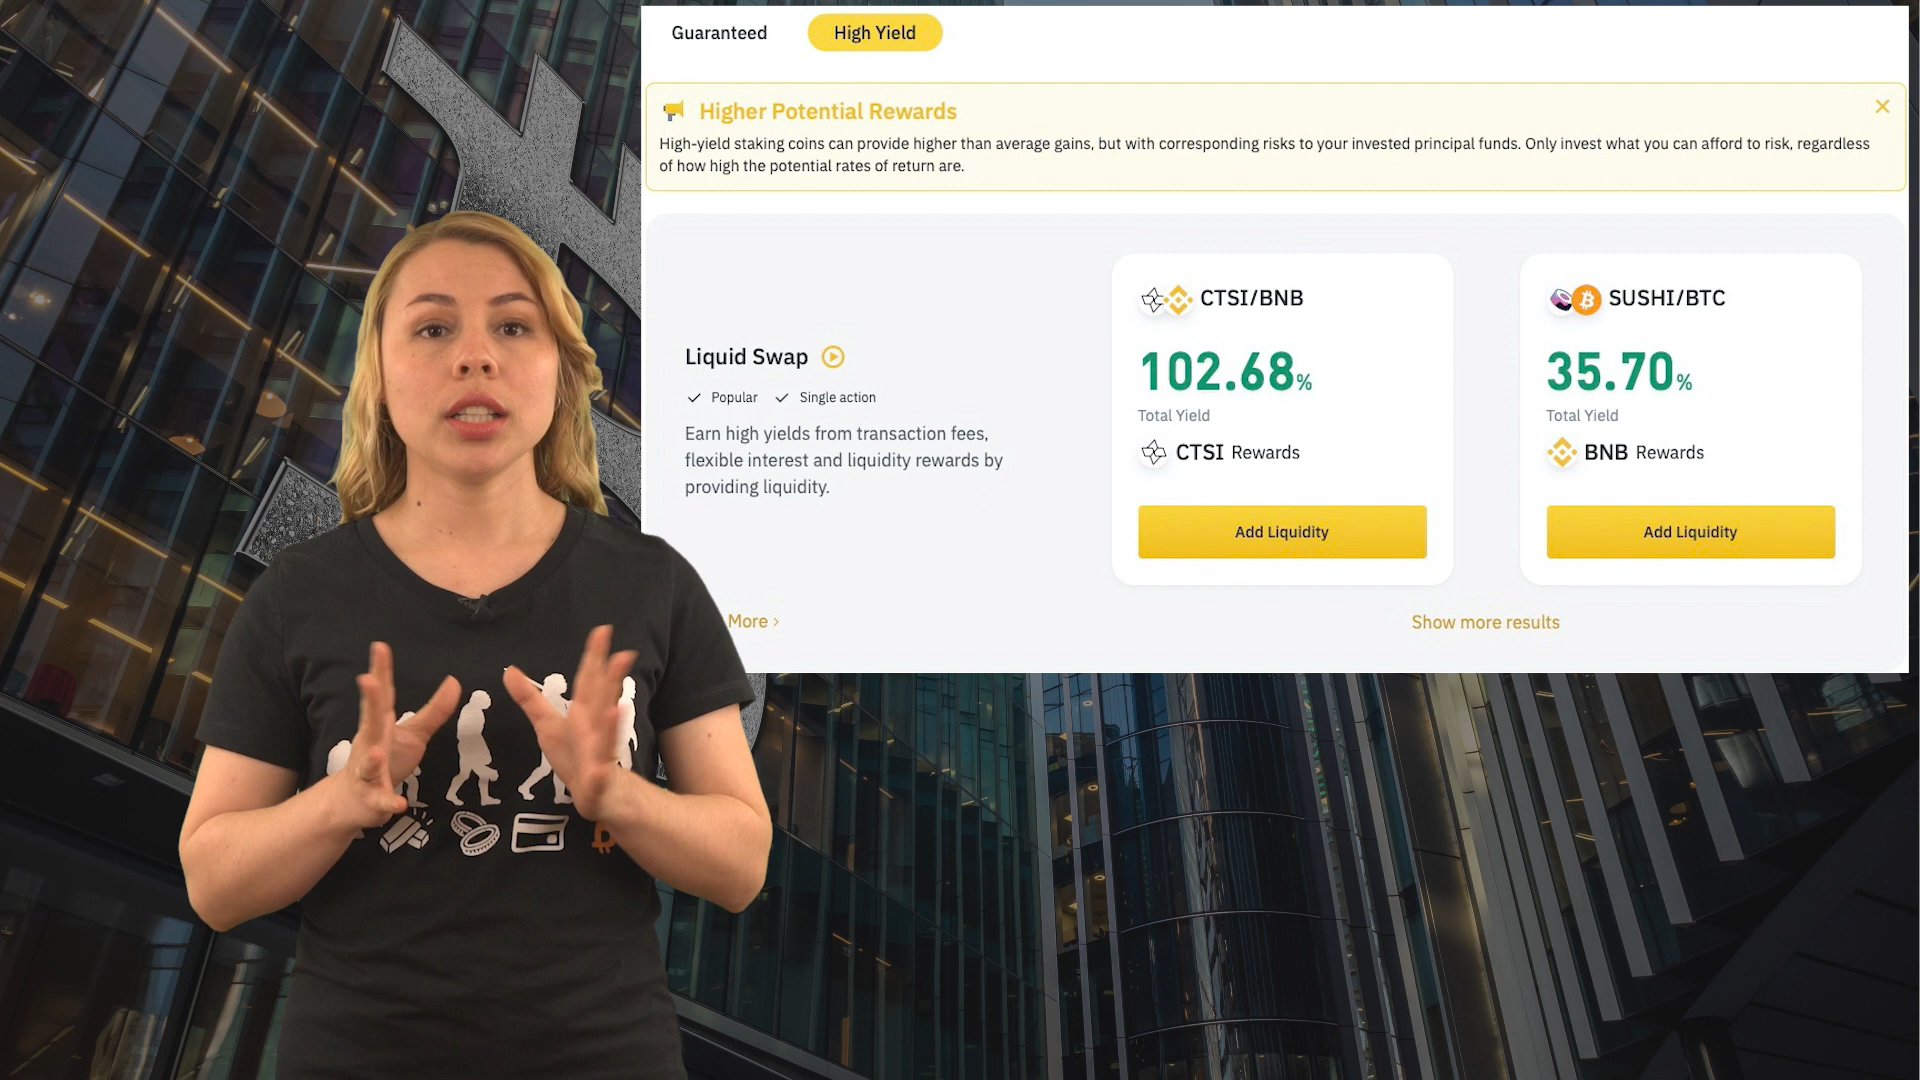 Guaranteed
High Yield
Higher Potential Rewards
High-yield staking coins can provide higher than average gains, but with corresponding risks to your invested principal funds. Only invest what you can afford to risk, regardless
of how high the potential rates of return are.
Liquid Swap
Popular Single action
Earn high yields from transaction fees,
flexible interest and liquidity rewards by
providing liquidity.
More >
CTSI/BNB
102.68%
Total Yield
CTSI Rewards
Add Liquidity
SUSHI/BTC
35.70%
Total Yield
BNB Rewards
Add Liquidity
Show more results